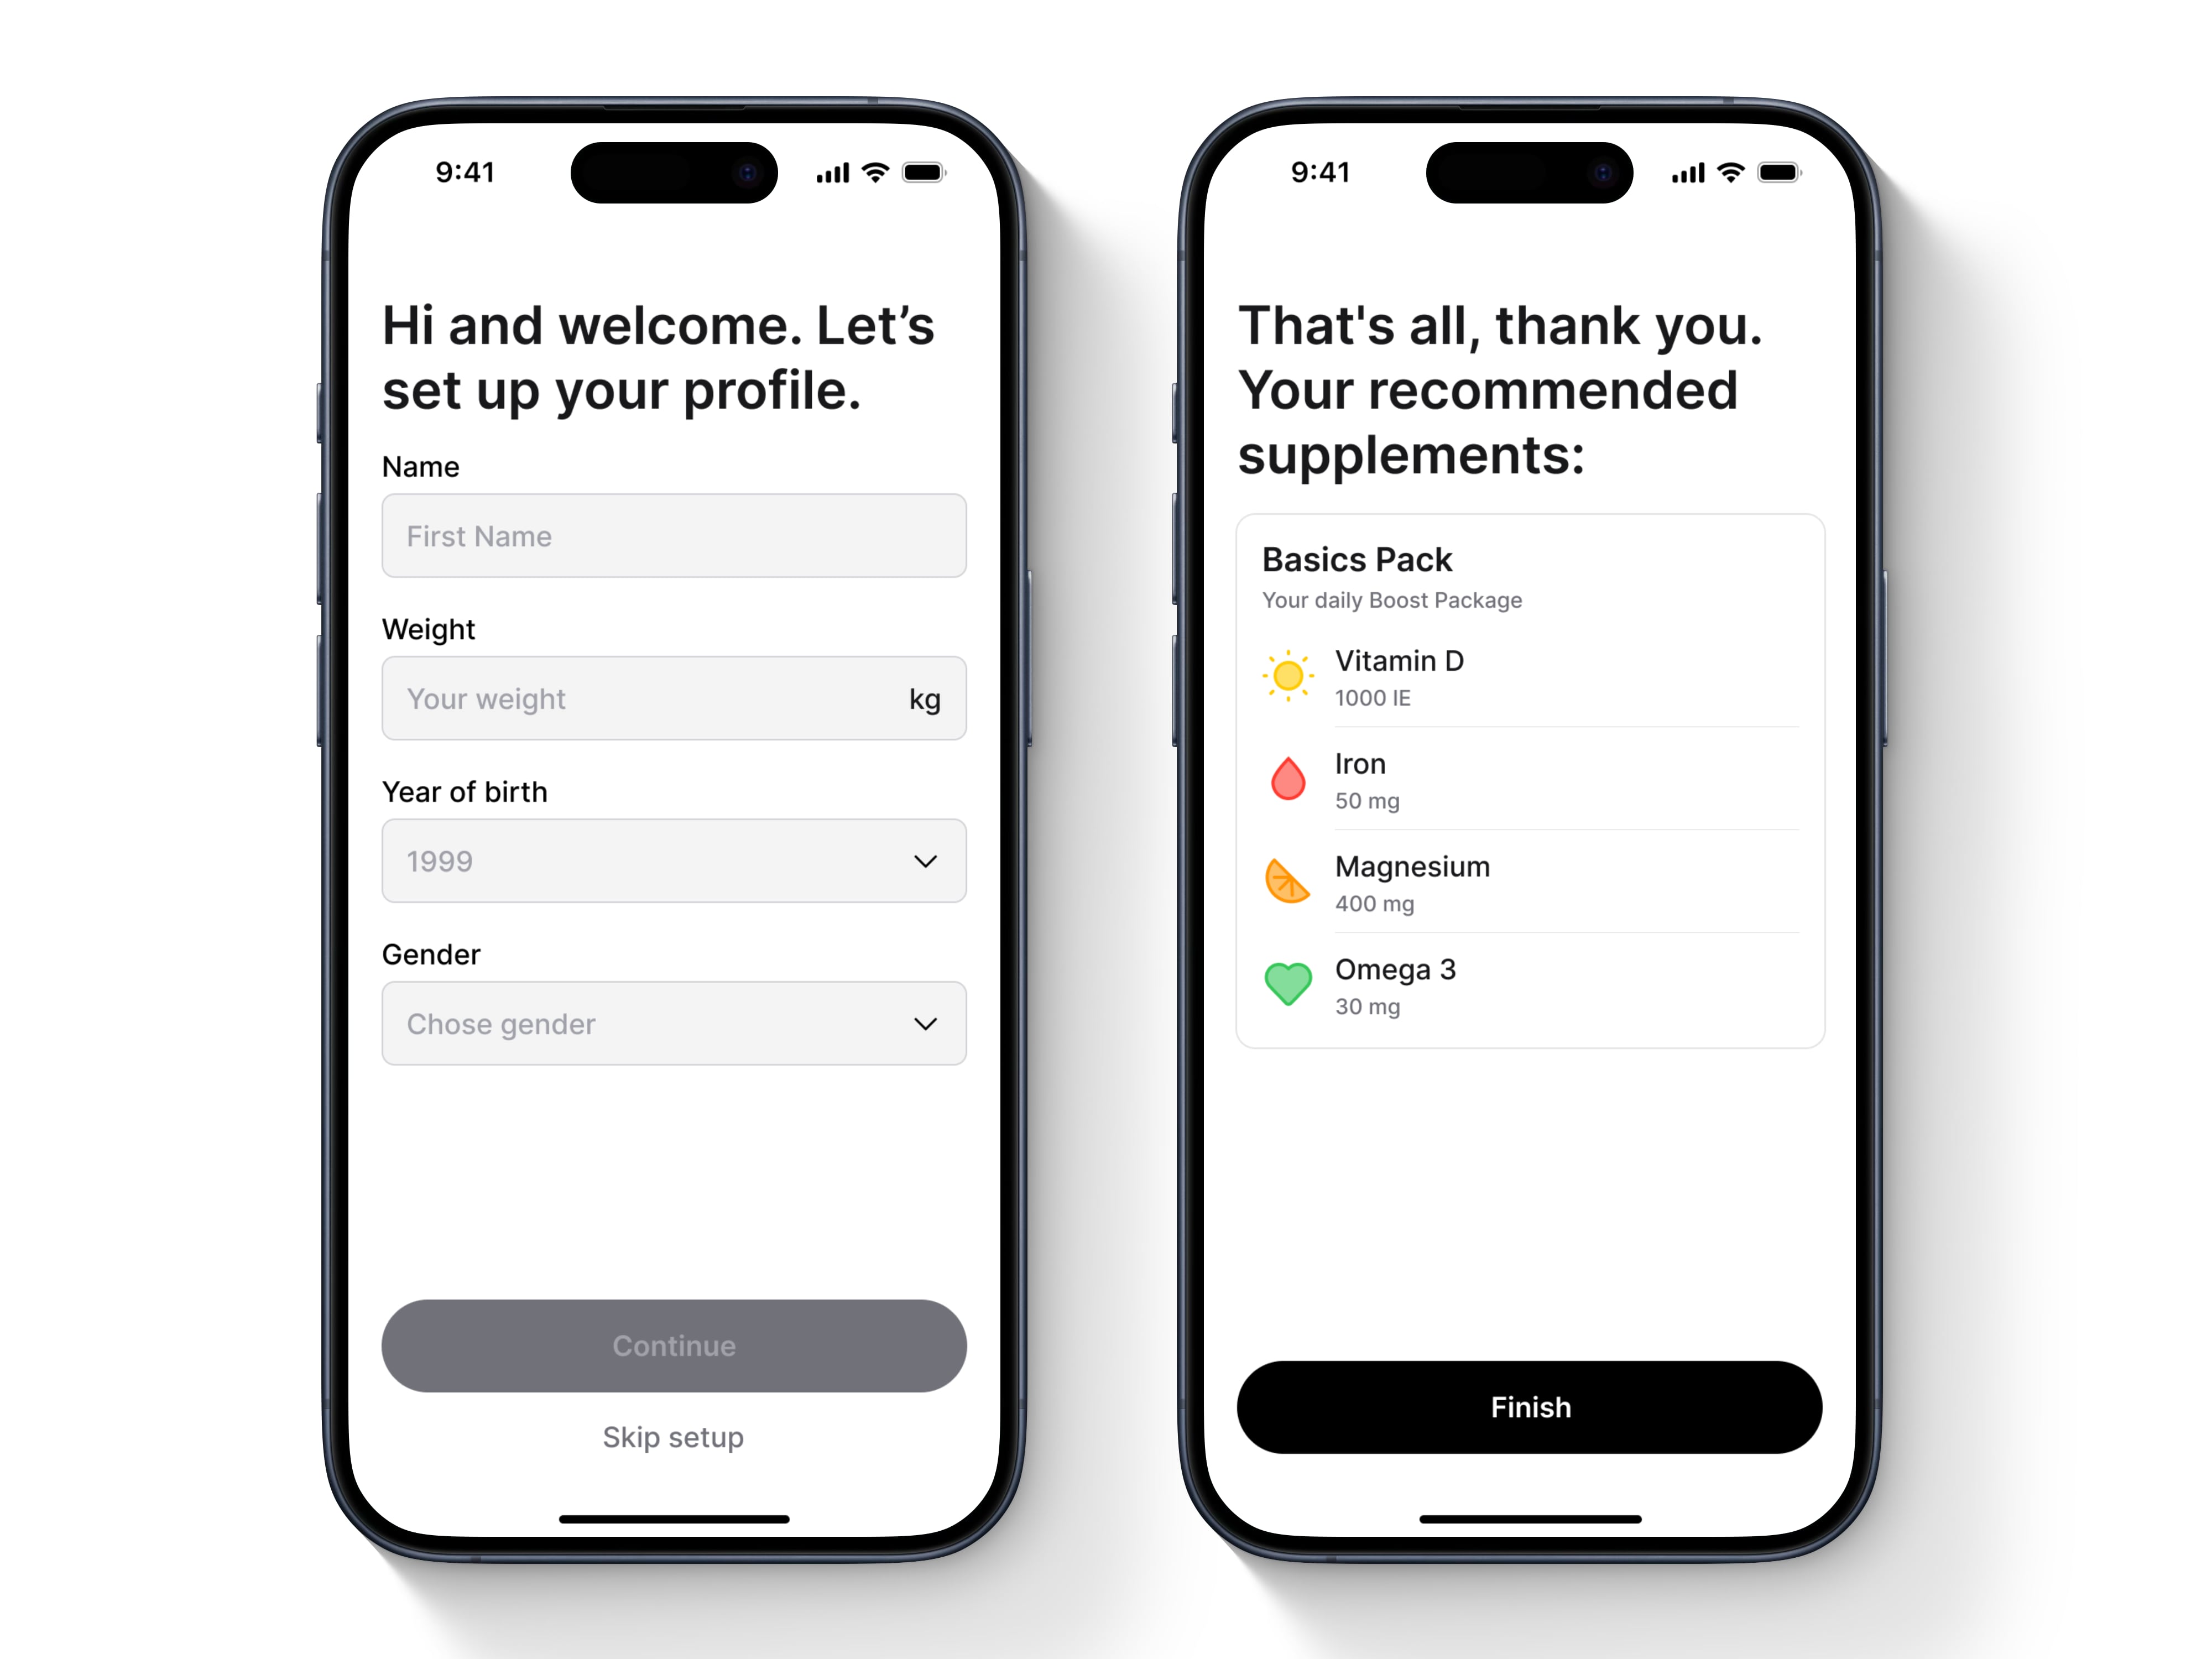 9:41
Hi and welcome. Let’s
set up your profile.
Name
First Name
Weight
Your weight kg
Year of birth
1999
Gender
Chose gender
Continue
Skip setup
9:41
That's all, thank you.
Your recommended
supplements:
Basics Pack
Your daily Boost Package
Vitamin D
1000 IE
Iron
50 mg
Magnesium
400 mg
Omega 3
30 mg
Finish